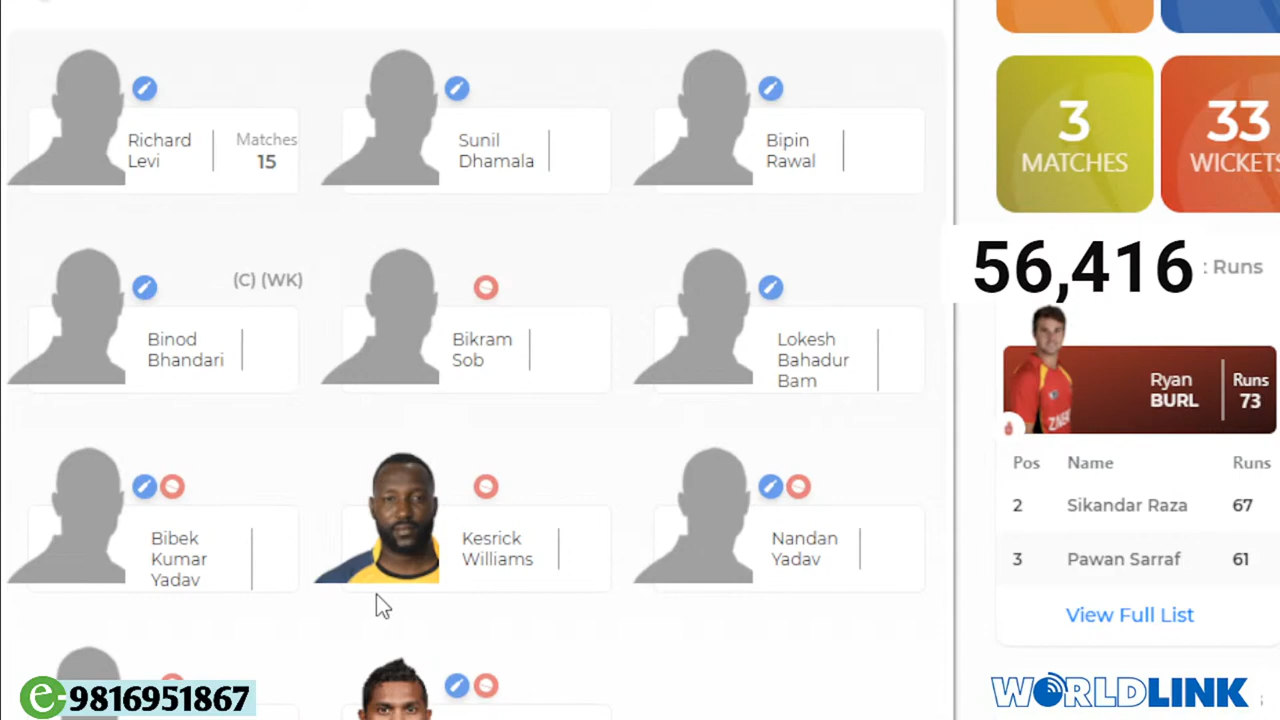 Richard
Levi
Matches
15
Sunil
Dhamala
Bipin
Rawal
(C) (WK)
Binod
Bhandari
Bikram
Sob
Lokesh
Bahadur
Bam
Bibek
Kumar
Yadav
Kesrick
Williams
Nandan
Yadav
e-9816951867
3
MATCHES
33
WICKETS
56,416 : Runs
Ryan
BURL
Runs
73
Pos Name Runs
2 Sikandar Raza 67
3 Pawan Sarraf 61
View Full List
WORLDLINK